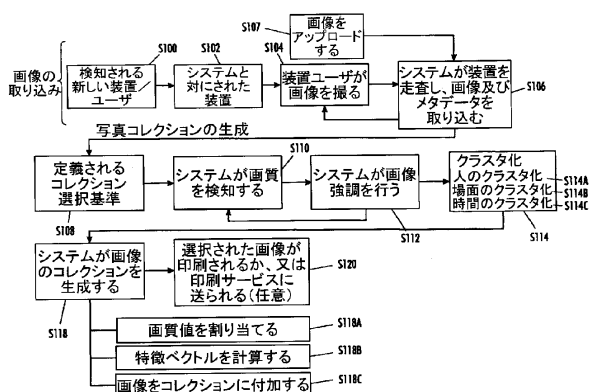 S107
画像を
アップロード
する
画像の
取り込み
S100
検知される
新しい装置/
ユーザ
S102
システムと
対にされた
装置
S104
装置ユーザが
画像を撮る
システムが装置を
走査し、画像及び
メタデータを
取り込む
S106
写真コレクションの生成
定義される
コレクション
選択基準
S108
システムが画質
を検知する
S110
システムが画像
強調を行う
S112
クラスタ化
人のクラスタ化
場面のクラスタ化
時間のクラスタ化
S114A
S114B
S114C
S114
システムが画像
のコレクションを
生成する
S118
選択された画像が
印刷されるか、又は
印刷サービスに
送られる(任意)
S120
画質値を割り当てる
S118A
特徴ベクトルを計算する
S118B
画像をコレクションに付加する
S118C